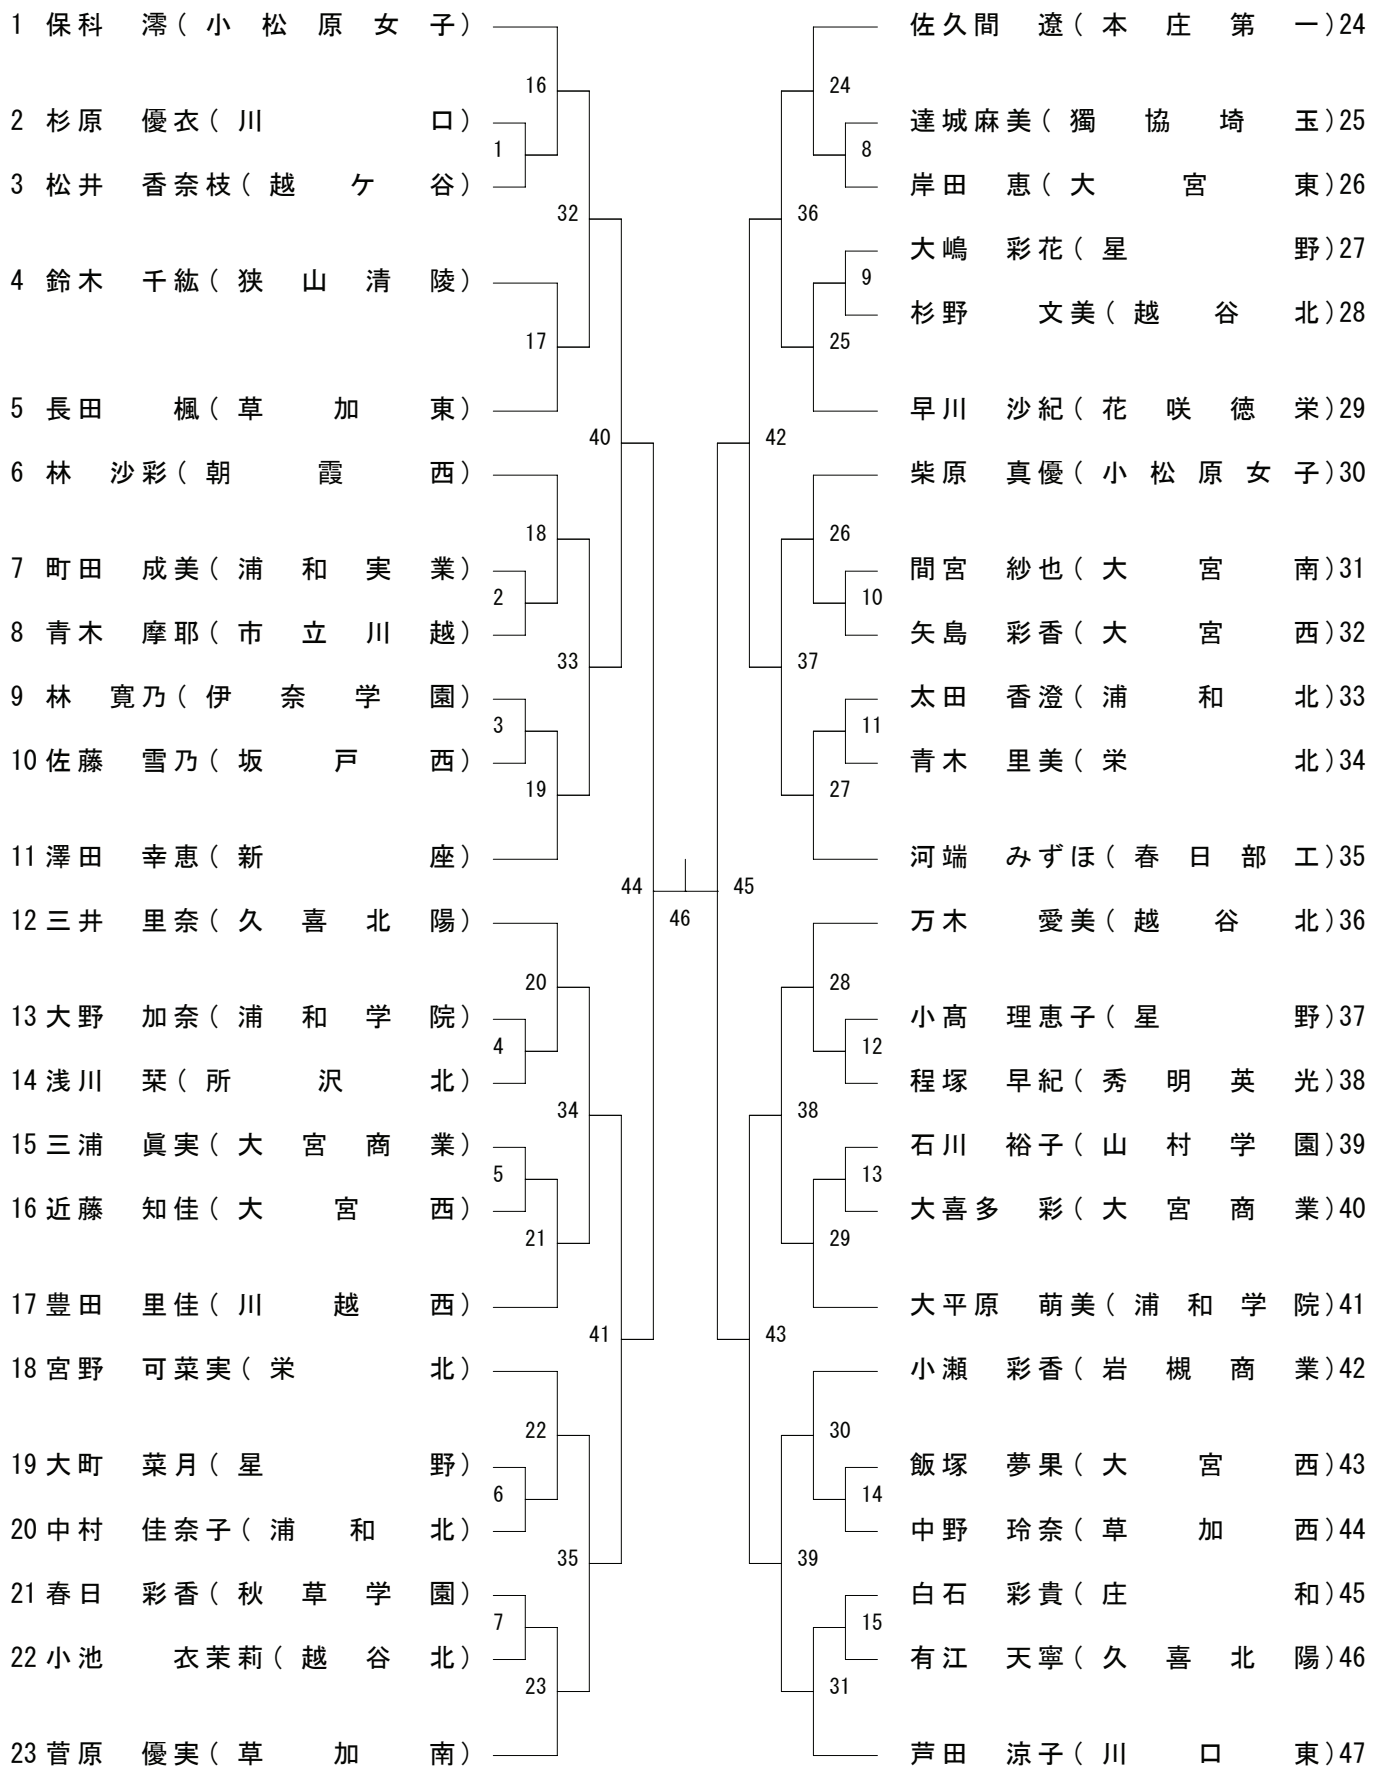 1 保科 澪(小松原女子)
16
2 杉原 優衣(川口)
1
3 松井 香奈枝(越ケ谷)
32
4 鈴木 千紘(狭山清陵)
17
5 長田 楓(草加東)
40
6 林 沙彩(朝霞西)
18
7 町田 成美(浦和実業)
2
8 青木 摩耶(市立川越)
33
9 林 寛乃(伊奈学園)
3
10 佐藤 雪乃(坂戸西)
19
11 澤田 幸恵(新座)
44
12 三井 里奈(久喜北陽)
20
13 大野 加奈(浦和学院)
4
14 浅川 栞(所沢北)
34
15 三浦 眞実(大宮商業)
5
16 近藤 知佳(大宮西)
21
17 豊田 里佳(川越西)
41
18 宮野 可菜実(栄北)
22
19 大町 菜月(星野)
6
20 中村 佳奈子(浦和北)
35
21 春日 彩香(秋草学園)
7
22 小池 衣茉莉(越谷北)
23
23 菅原 優実(草加南)
46
佐久間 遼(本庄第一)24
24
達城麻美(獨協埼玉)25
8
岸田 恵(大宮東)26
36
大嶋 彩花(星野)27
9
杉野 文美(越谷北)28
25
早川 沙紀(花咲徳栄)29
42
柴原 真優(小松原女子)30
26
間宮 紗也(大宮南)31
10
矢島 彩香(大宮西)32
37
太田 香澄(浦和北)33
11
青木 里美(栄北)34
27
河端 みずほ(春日部工)35
45
万木 愛美(越谷北)36
28
小髙 理恵子(星野)37
12
程塚 早紀(秀明英光)38
38
石川 裕子(山村学園)39
13
大喜多 彩(大宮商業)40
29
大平原 萌美(浦和学院)41
43
小瀬 彩香(岩槻商業)42
30
飯塚 夢果(大宮西)43
14
中野 玲奈(草加西)44
39
白石 彩貴(庄和)45
15
有江 天寧(久喜北陽)46
31
芦田 涼子(川口東)47